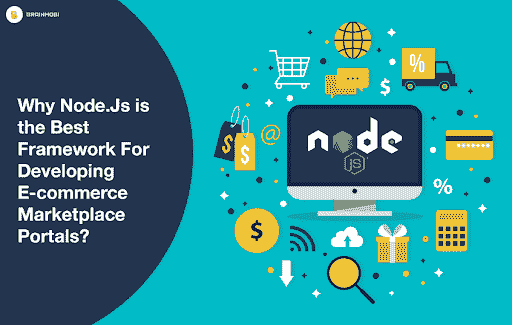 BRAINMOBI
Why Node.Js is
the Best
Framework For
Developing
E-commerce
Marketplace
Portals?
%
$
$
$
@
node
JS
%
$